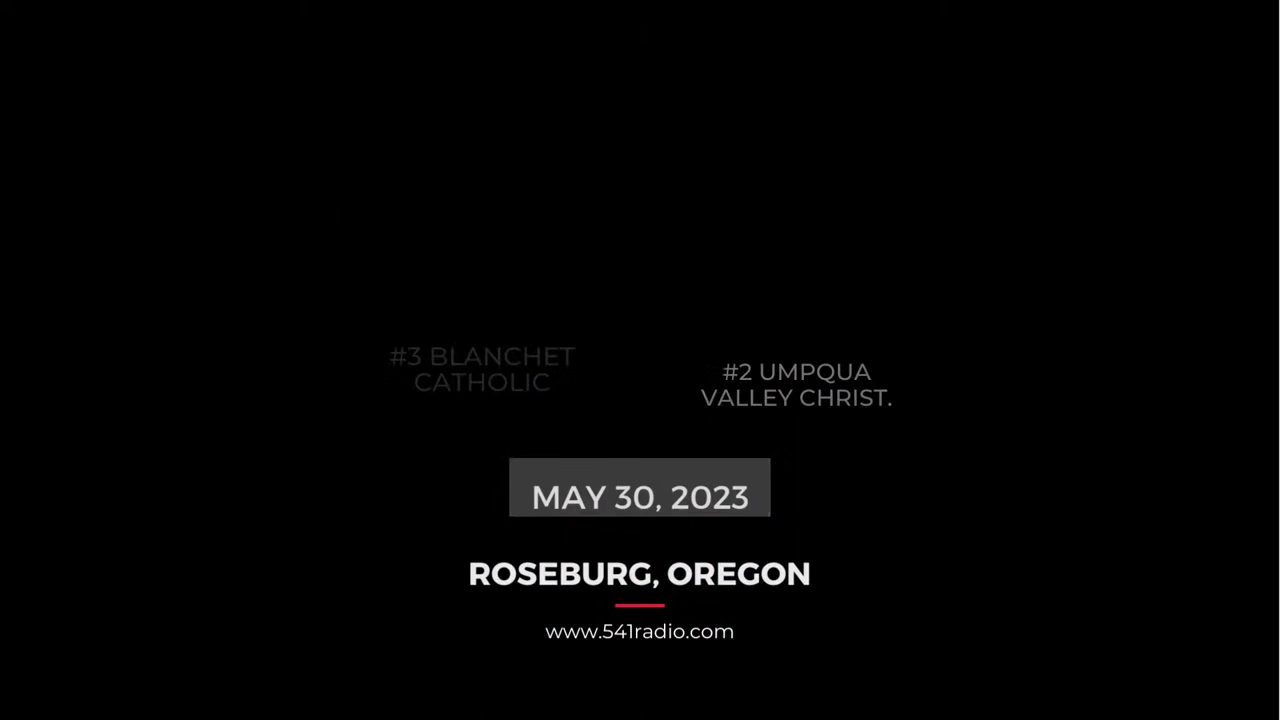 #3 BLANCHET
CATHOLIC
#2 UMPQUA
VALLEY CHRIST.
MAY 30, 2023
ROSEBURG, OREGON
www.541radio.com